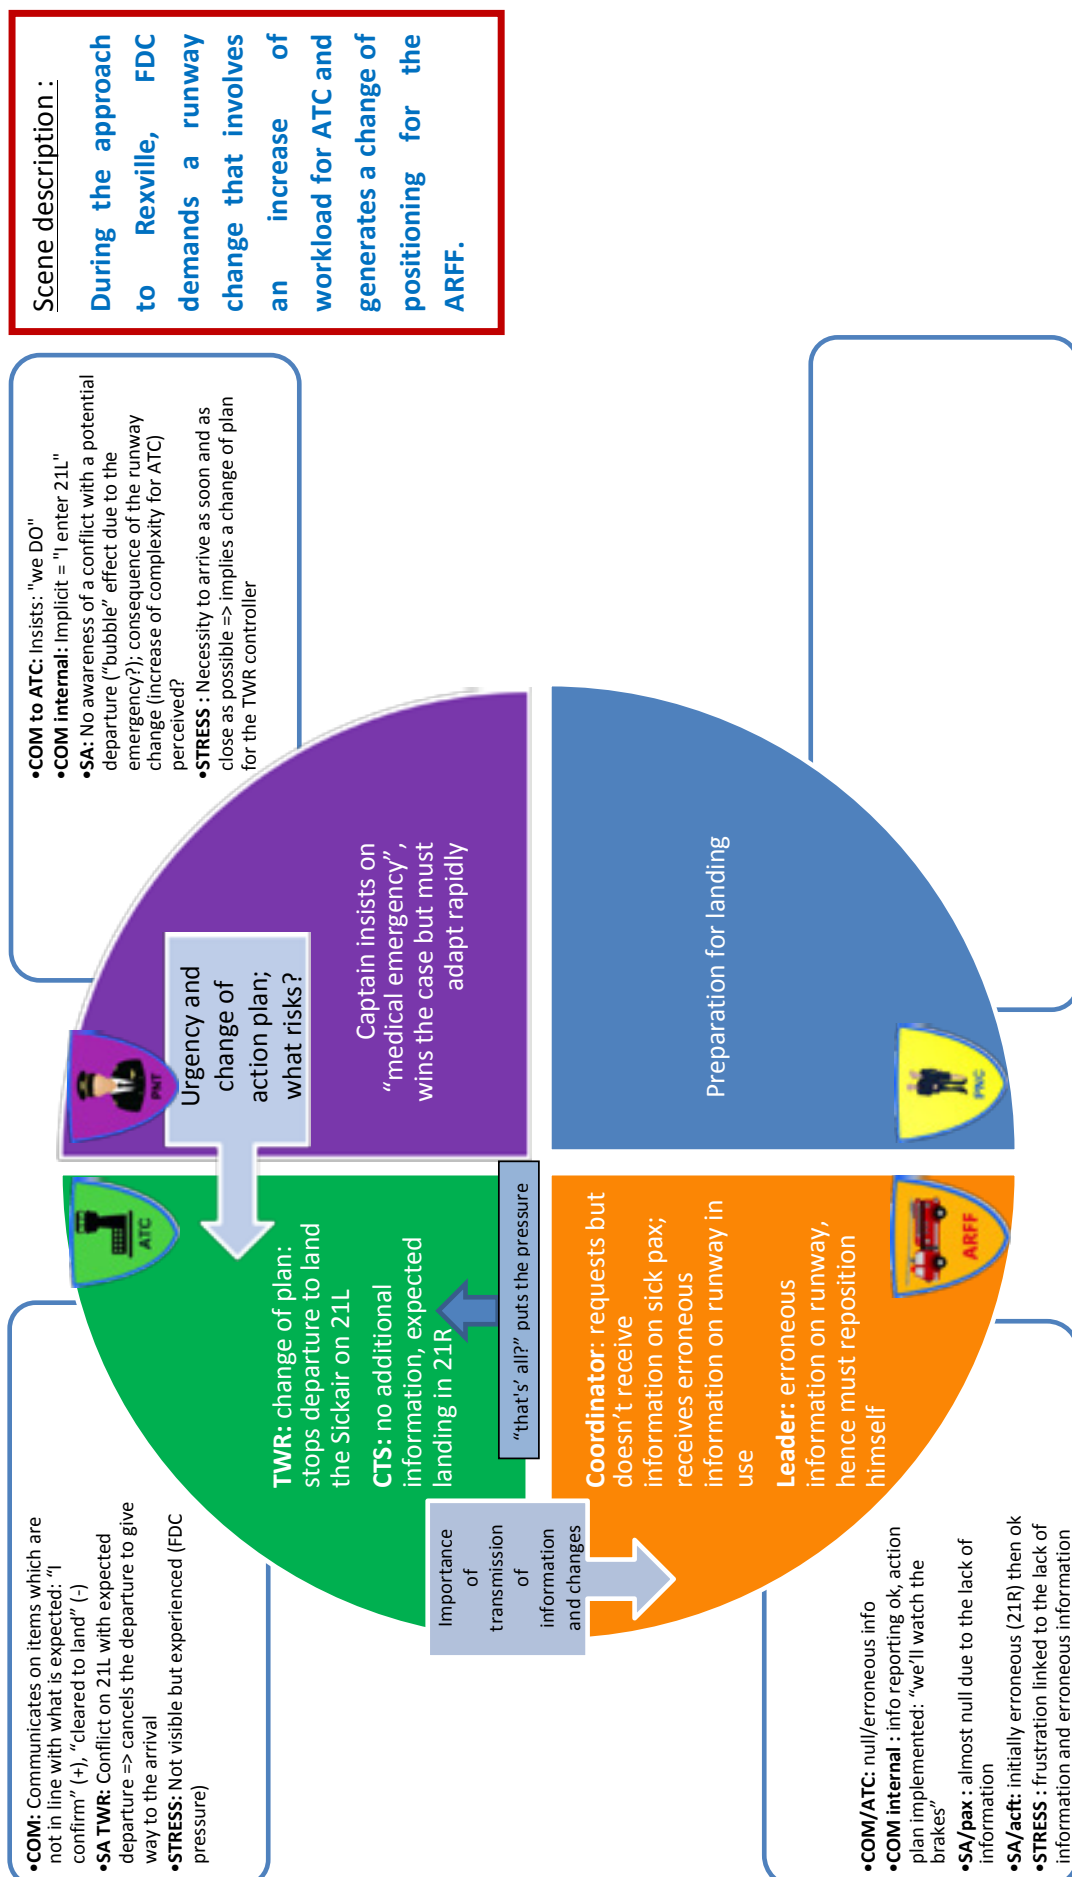 Scene description :
During the approach
to Rexville, FDC
demands a runway
change that involves
an increase of
workload for ATC and
generates a change of
positioning for the
ARFF.
•COM: Communicates on items which are
not in line with what is expected: “I
confirm” (+), “cleared to land” (-)
•SA TWR: Conflict on 21L with expected
departure => cancels the departure to give
way to the arrival
•STRESS: Not visible but experienced (FDC
pressure)
•COM to ATC: Insists: "we DO"
•COM internal: Implicit = "I enter 21L"
•SA: No awareness of a conflict with a potential
departure (“bubble” effect due to the
emergency?); consequence of the runway
change (increase of complexity for ATC)
perceived?
•STRESS : Necessity to arrive as soon and as
close as possible => implies a change of plan
for the TWR controller
ATC
PNT
Urgency and
change of
action plan;
what risks?
TWR: change of plan:
stops departure to land
the Sickair on 21L
CTS: no additional
information, expected
landing in 21R
Captain insists on
“medical emergency”,
wins the case but must
adapt rapidly
“that's' all?” puts the pressure
Importance
of
transmission
of
information
and changes
Coordinator: requests but
doesn’t receive
information on sick pax;
receives erroneous
information on runway in
use
Leader: erroneous
information on runway,
hence must reposition
himself
Preparation for landing
ARFF
PNC
•COM/ATC: null/erroneous info
•COM internal : info reporting ok, action
plan implemented: “we’ll watch the
brakes”
•SA/pax : almost null due to the lack of
information
•SA/acft: initially erroneous (21R) then ok
•STRESS : frustration linked to the lack of
information and erroneous information